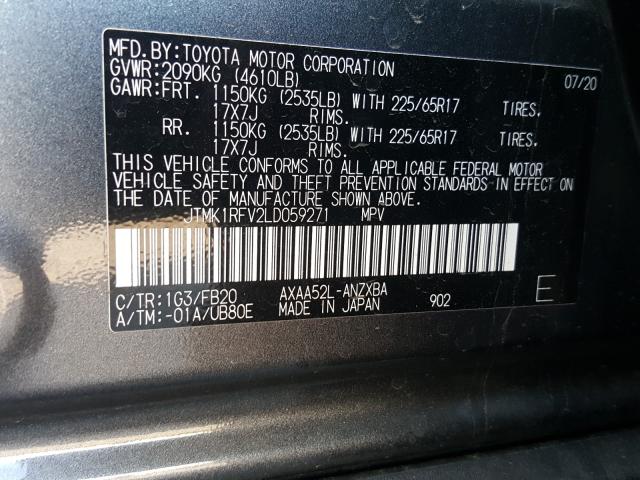 MFD.BY:TOYOTA MOTOR CORPORATION
GVWR:2090KG (4610LB) 07/20
GAWR:FRT. 1150KG (2535LB) WITH 225/65R17 TIRES.
17X7J RIMS.
RR. 1150KG (2535LB) WITH 225/65R17 TIRES.
17X7J RIMS.
THIS VEHICLE CONFORMS TO ALL APPLICABLE FEDERAL MOTOR
VEHICLE SAFETY AND THEFT PREVENTION STANDARDS IN EFFECT ON
THE DATE OF MANUFACTURE SHOWN ABOVE.
JTMK1RFV2LD059271 MPV
C/TR:1G3/FB20 AXAA52L-ANZXBA
A/TM:-01A/UB80E MADE IN JAPAN 902 E